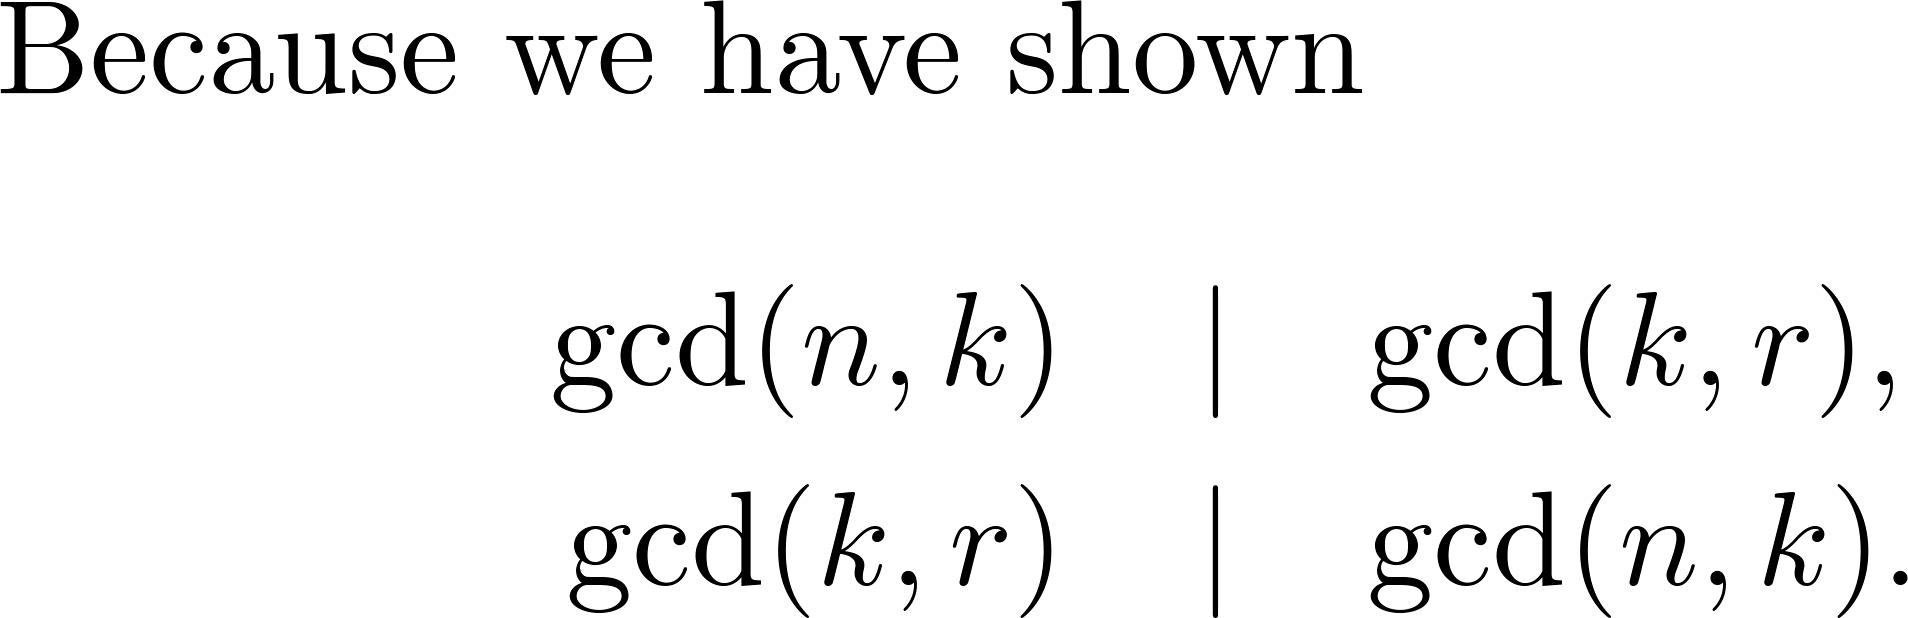 Because we have shown
gcd(n, k) | gcd(k, r),
gcd(k, r) | gcd(n, k).